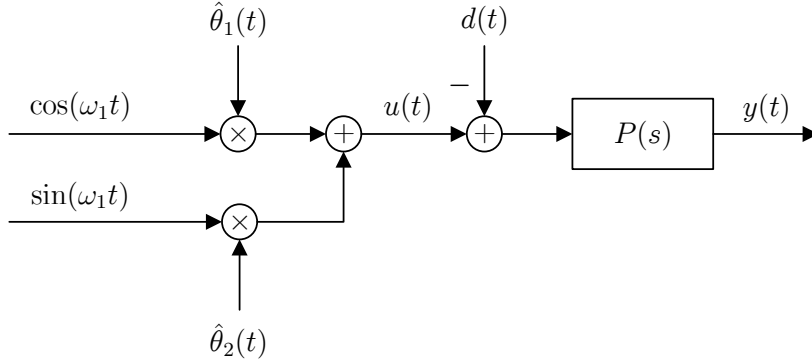 θ̂₁(t)
d(t)
−
cos(ω₁t)
u(t)
y(t)
×
+
+
P(s)
sin(ω₁t)
×
θ̂₂(t)